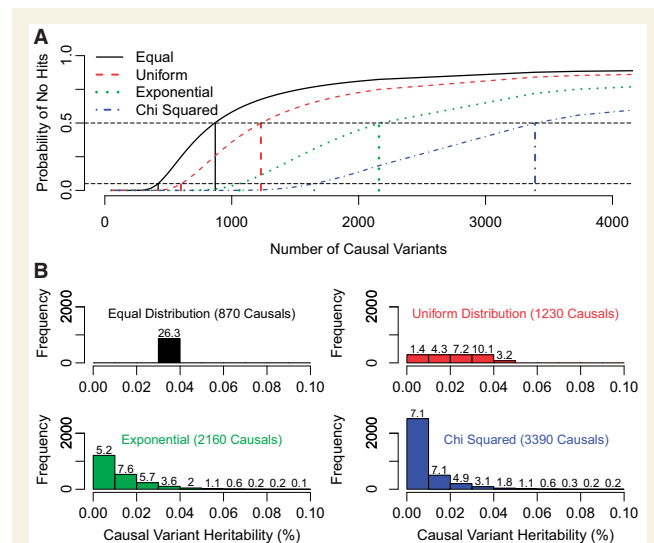 A
Probability of No Hits
1.0
0.5
0.0
Equal
Uniform
Exponential
Chi Squared
0 1000 2000 3000 4000
Number of Causal Variants
B
Frequency
2000
0
Equal Distribution (870 Causals)
26.3
0.00 0.02 0.04 0.06 0.08 0.10
Frequency
2000
0
Uniform Distribution (1230 Causals)
1.4 4.3 7.2 10.1 3.2
0.00 0.02 0.04 0.06 0.08 0.10
Frequency
2000
0
Exponential (2160 Causals)
5.2 7.6 5.7 3.6 2 1.1 0.6 0.2 0.2 0.1
0.00 0.02 0.04 0.06 0.08 0.10
Causal Variant Heritability (%)
Frequency
2000
0
Chi Squared (3390 Causals)
7.1 7.1 4.9 3.1 1.8 1.1 0.6 0.3 0.2 0.2
0.00 0.02 0.04 0.06 0.08 0.10
Causal Variant Heritability (%)